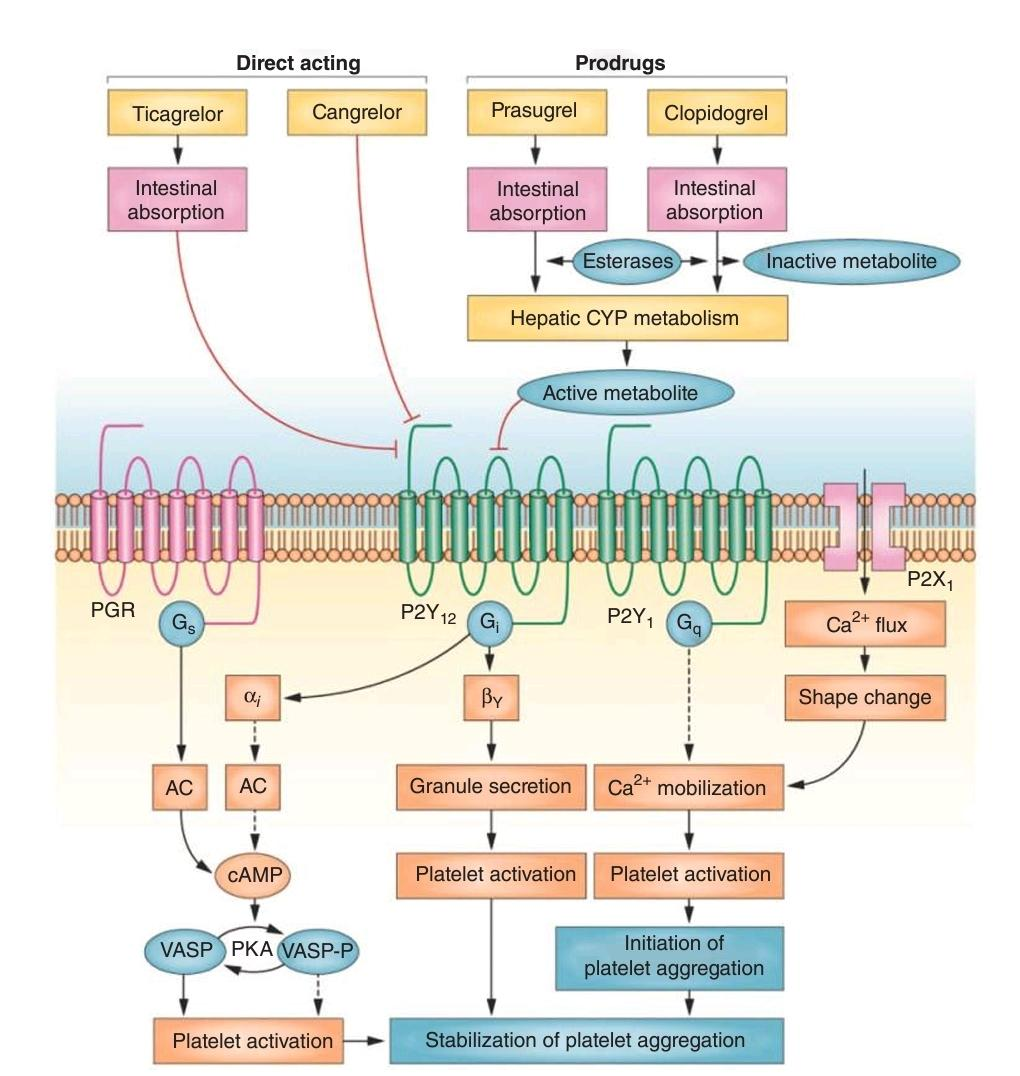 Direct acting
Prodrugs
Ticagrelor
Cangrelor
Prasugrel
Clopidogrel
Intestinal
absorption
Intestinal
absorption
Intestinal
absorption
Esterases
Inactive metabolite
Hepatic CYP metabolism
Active metabolite
PGR
Gs
P2Y12
Gi
P2Y1
Gq
P2X1
Ca2+ flux
αi
βY
Shape change
AC
AC
Granule secretion
Ca2+ mobilization
cAMP
Platelet activation
Platelet activation
VASP
PKA
VASP-P
Initiation of
platelet aggregation
Platelet activation
Stabilization of platelet aggregation